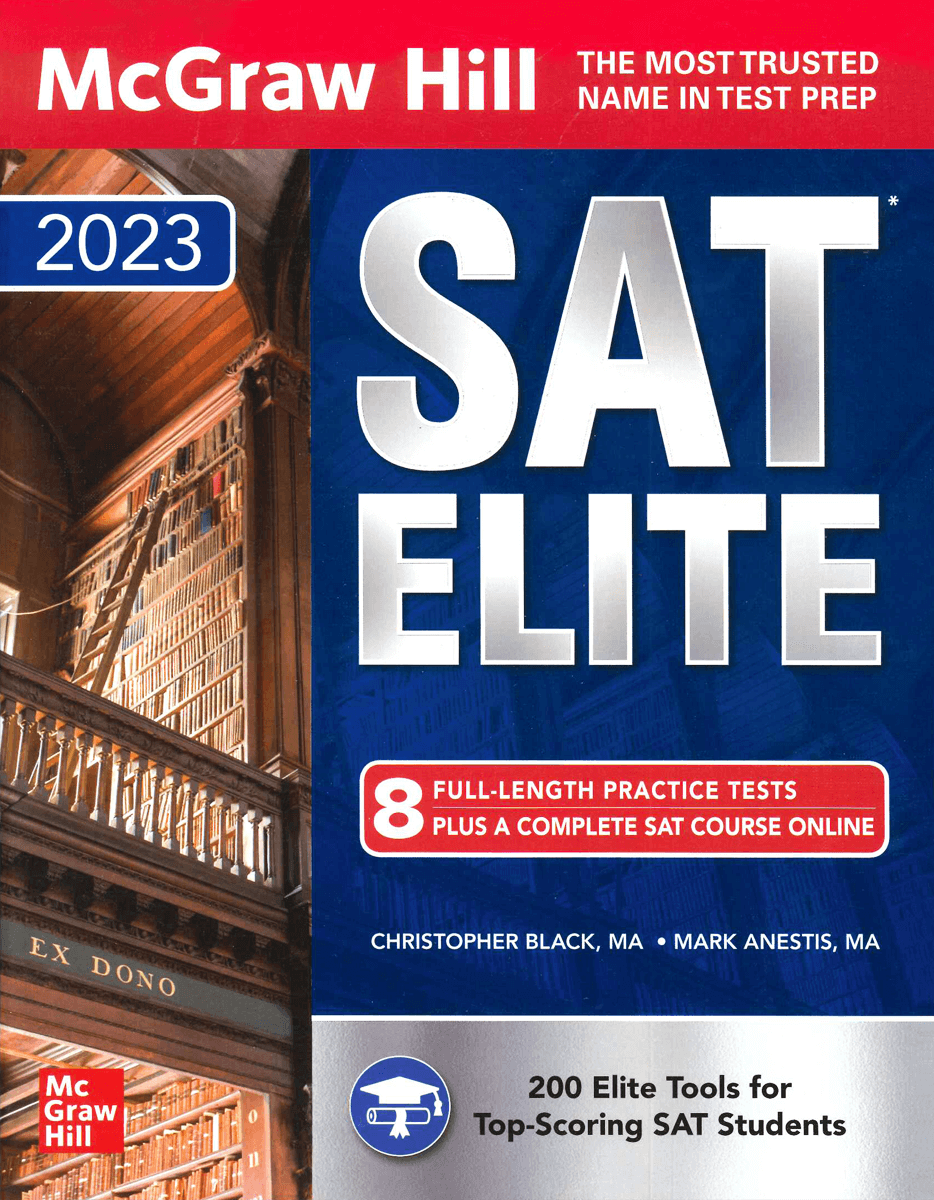 McGraw Hill
THE MOST TRUSTED
NAME IN TEST PREP
2023
SAT*
ELITE
8 FULL-LENGTH PRACTICE TESTS
PLUS A COMPLETE SAT COURSE ONLINE
CHRISTOPHER BLACK, MA • MARK ANESTIS, MA
EX DONO
Mc
Graw
Hill
200 Elite Tools for
Top-Scoring SAT Students